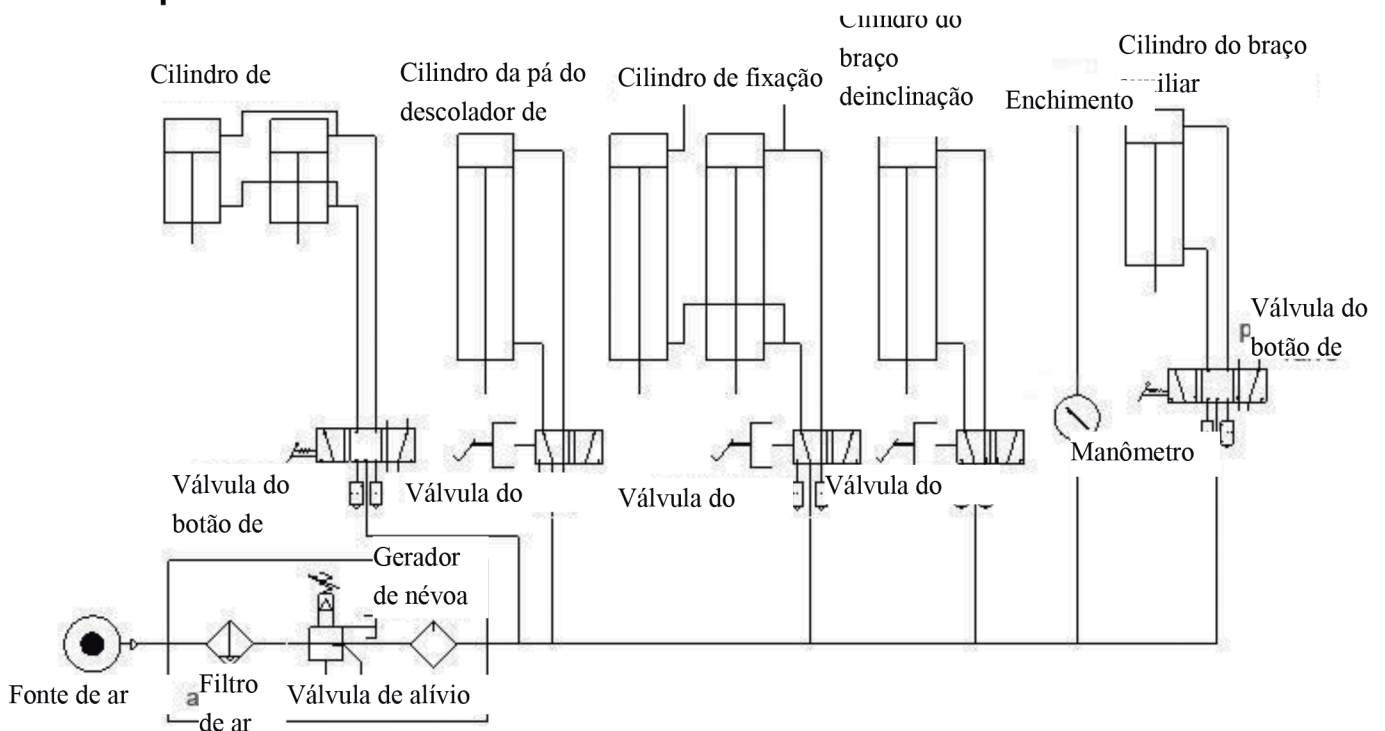 Cilindro de
Cilindro da pá do
descolador de
Cilindro de fixação
Cilindro do
braço
deinclinação
Enchimento
Cilindro do braço
Válvula do
botão de
Manômetro
Válvula do
botão de
Válvula do
Válvula do
Válvula do
Gerador
de névoa
Fonte de ar
a
Filtro
de ar
Válvula de alívio